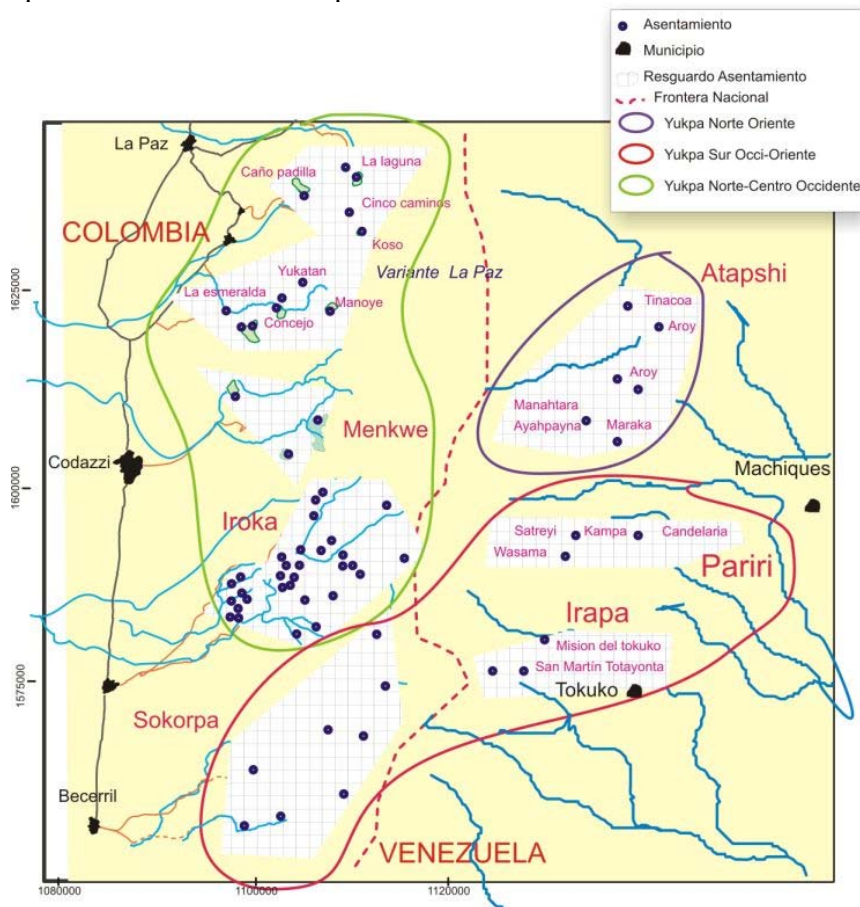 Asentamiento
Municipio
Resguardo Asentamiento
Frontera Nacional
Yukpa Norte Oriente
Yukpa Sur Occi-Oriente
Yukpa Norte-Centro Occidente
La Paz
Caño padilla
La laguna
Cinco caminos
COLOMBIA
Koso
Yukatan
Variante La Paz
Atapshi
1625000
La esmeralda
Manoye
Tinacoa
Concejo
Aroy
Aroy
Manahtara
Menkwe
Ayahpayna
Maraka
Codazzi
Machiques
1600000
Iroka
Satreyi
Kampa
Candelaria
Wasama
Pariri
Irapa
Mision del tokuko
San Martín Totayonta
1575000
Tokuko
Sokorpa
Becerril
VENEZUELA
1080000
1100000
1120000